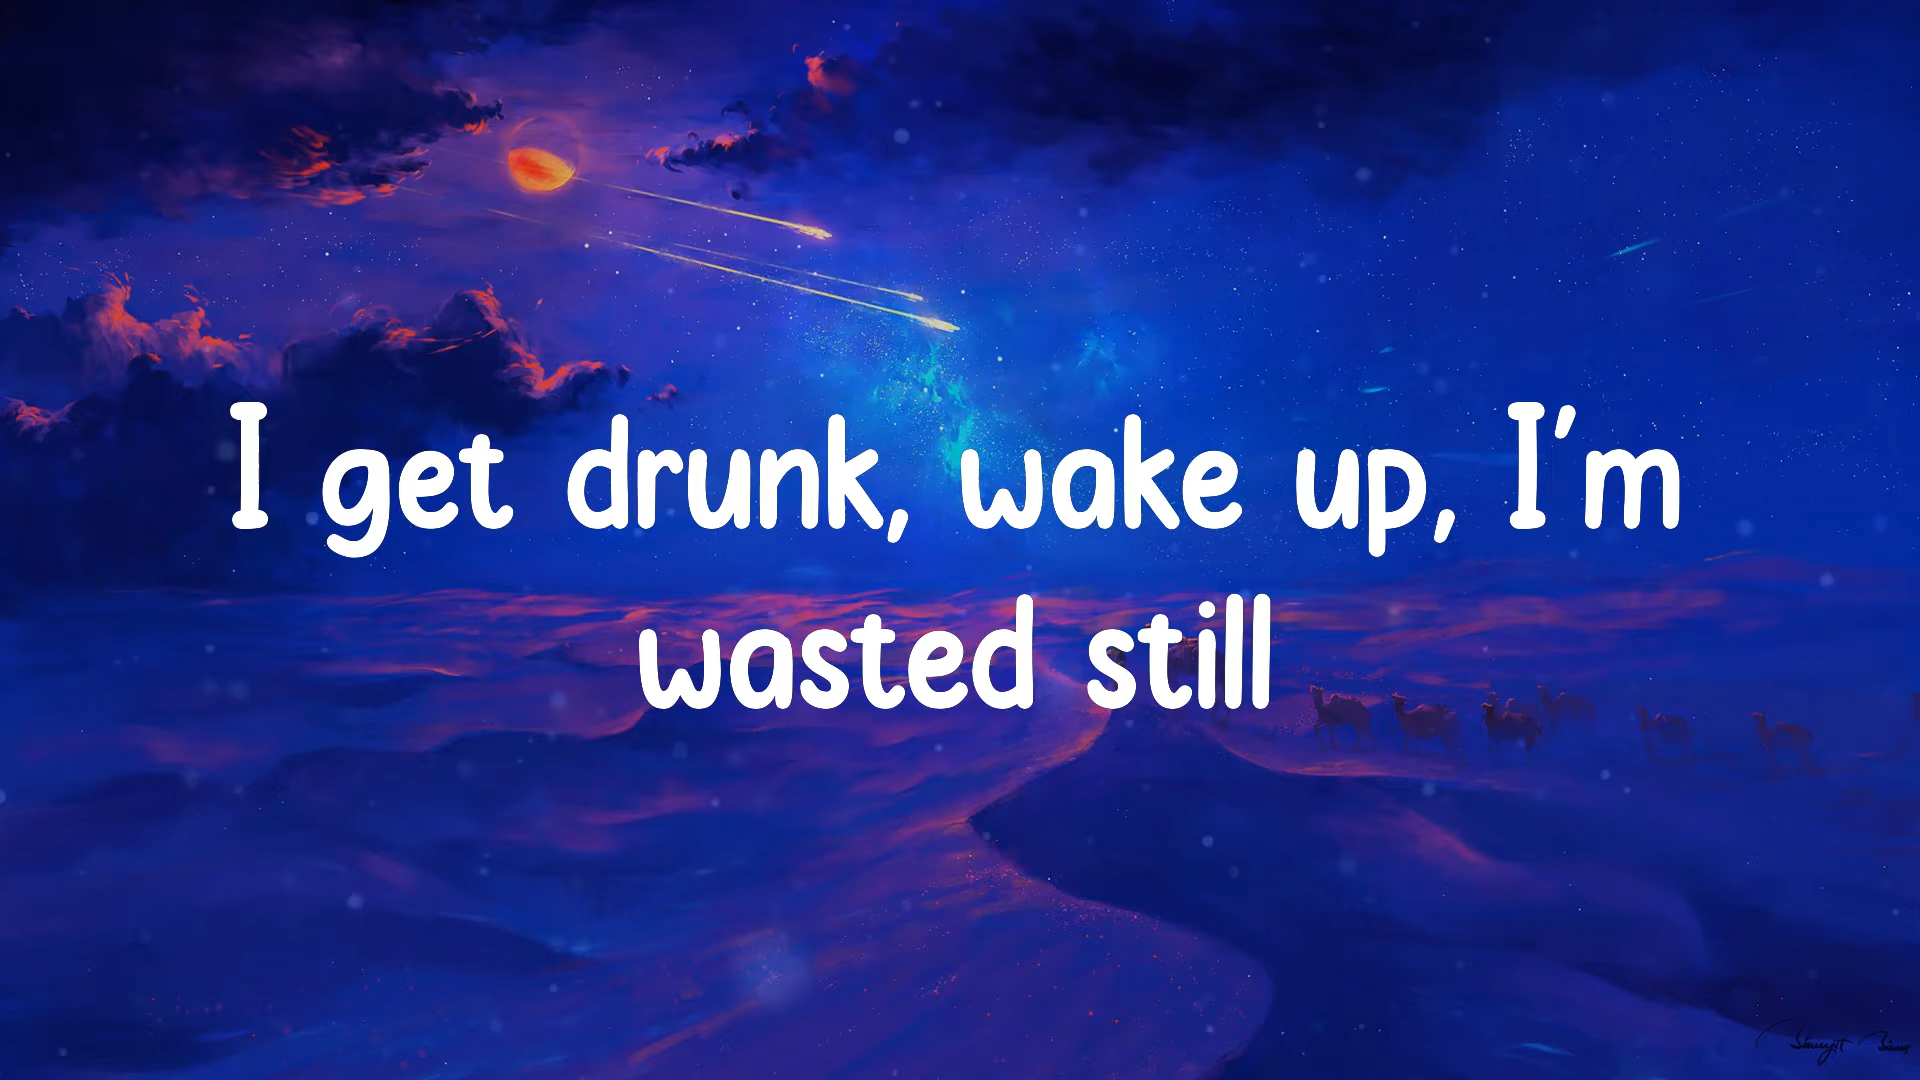 I get drunk, wake up, I'm
wasted still